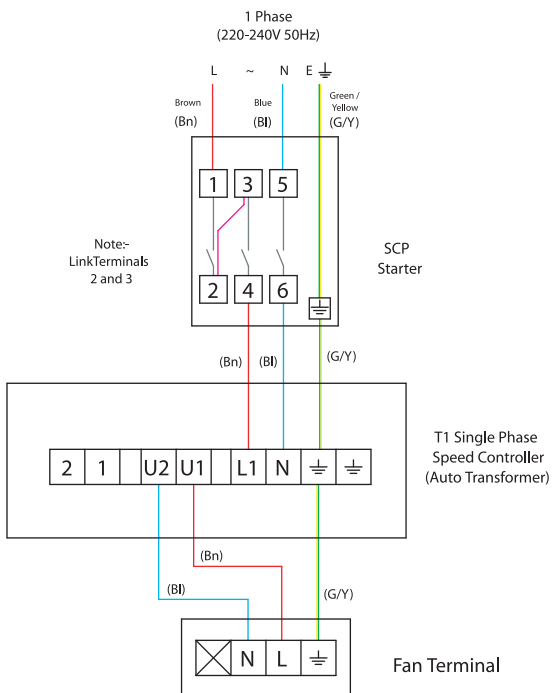 1 Phase
(220-240V 50Hz)
L ~ N E
Brown
(Bn)
Blue
(Bl)
Green /
Yellow
(G/Y)
1 3 5
Note:-
LinkTerminals
2 and 3
SCP
Starter
2 4 6
(Bn) (Bl) (G/Y)
T1 Single Phase
Speed Controller
(Auto Transformer)
2 1 U2 U1 L1 N
(Bn)
(Bl)
(G/Y)
N L
Fan Terminal